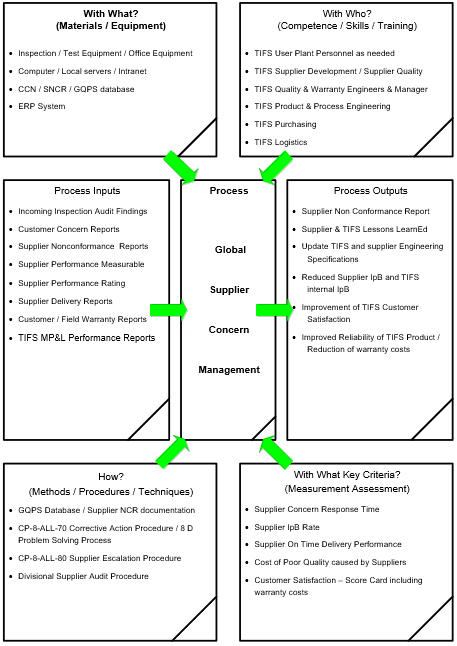 With What?
(Materials / Equipment)
• Inspection / Test Equipment / Office Equipment
• Computer / Local servers / Intranet
• CCN / SNCR / GQPS database
• ERP System
With Who?
(Competence / Skills / Training)
• TIFS User Plant Personnel as needed
• TIFS Supplier Development / Supplier Quality
• TIFS Quality & Warranty Engineers & Manager
• TIFS Product & Process Engineering
• TIFS Purchasing
• TIFS Logistics
Process Inputs
• Incoming Inspection Audit Findings
• Customer Concern Reports
• Supplier Nonconformance Reports
• Supplier Performance Measurable
• Supplier Performance Rating
• Supplier Delivery Reports
• Customer / Field Warranty Reports
• TIFS MP&L Performance Reports
Process
Global
Supplier
Concern
Management
Process Outputs
• Supplier Non Conformance Report
• Supplier & TIFS Lessons LearnEd
• Update TIFS and supplier Engineering
Specifications
• Reduced Supplier IpB and TIFS
internal IpB
• Improvement of TIFS Customer
Satisfaction
• Improved Reliability of TIFS Product /
Reduction of warranty costs
How?
(Methods / Procedures / Techniques)
• GQPS Database / Supplier NCR documentation
• CP-8-ALL-70 Corrective Action Procedure / 8 D
Problem Solving Process
• CP-8-ALL-80 Supplier Escalation Procedure
• Divisional Supplier Audit Procedure
With What Key Criteria?
(Measurement Assessment)
• Supplier Concern Response Time
• Supplier IpB Rate
• Supplier On Time Delivery Performance
• Cost of Poor Quality caused by Suppliers
• Customer Satisfaction – Score Card including
warranty costs